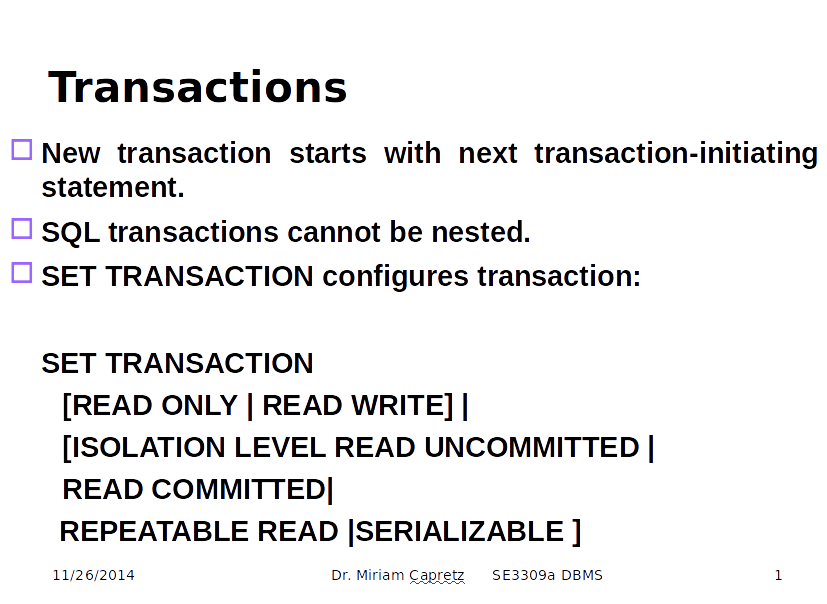 Transactions
New transaction starts with next transaction-initiating
statement.
SQL transactions cannot be nested.
SET TRANSACTION configures transaction:
SET TRANSACTION
[READ ONLY | READ WRITE] |
[ISOLATION LEVEL READ UNCOMMITTED |
READ COMMITTED|
REPEATABLE READ |SERIALIZABLE ]
11/26/2014 Dr. Miriam Capretz SE3309a DBMS 1